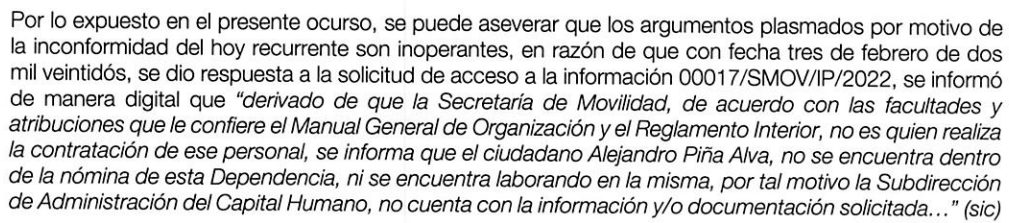 Por lo expuesto en el presente ocurso, se puede aseverar que los argumentos plasmados por motivo de
la inconformidad del hoy recurrente son inoperantes, en razón de que con fecha tres de febrero de dos
mil veintidós, se dio respuesta a la solicitud de acceso a la información 00017/SMOV/IP/2022, se informó
de manera digital que "derivado de que la Secretaría de Movilidad, de acuerdo con las facultades y
atribuciones que le confiere el Manual General de Organización y el Reglamento Interior, no es quien realiza
la contratación de ese personal, se informa que el ciudadano Alejandro Piña Alva, no se encuentra dentro
de la nómina de esta Dependencia, ni se encuentra laborando en la misma, por tal motivo la Subdirección
de Administración del Capital Humano, no cuenta con la información y/o documentación solicitada..." (sic)